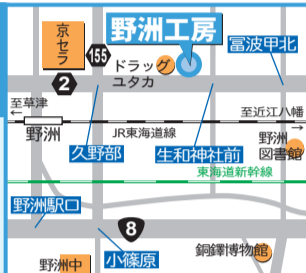 京セラ
155
野洲工房
冨波甲北
ドラッグ
ユタカ
2
至草津
←
至近江八幡
→
野洲
JR東海道線
野洲
図書館
久野部
生和神社前
東海道新幹線
野洲駅口
8
小篠原
銅鐸博物館
野洲中